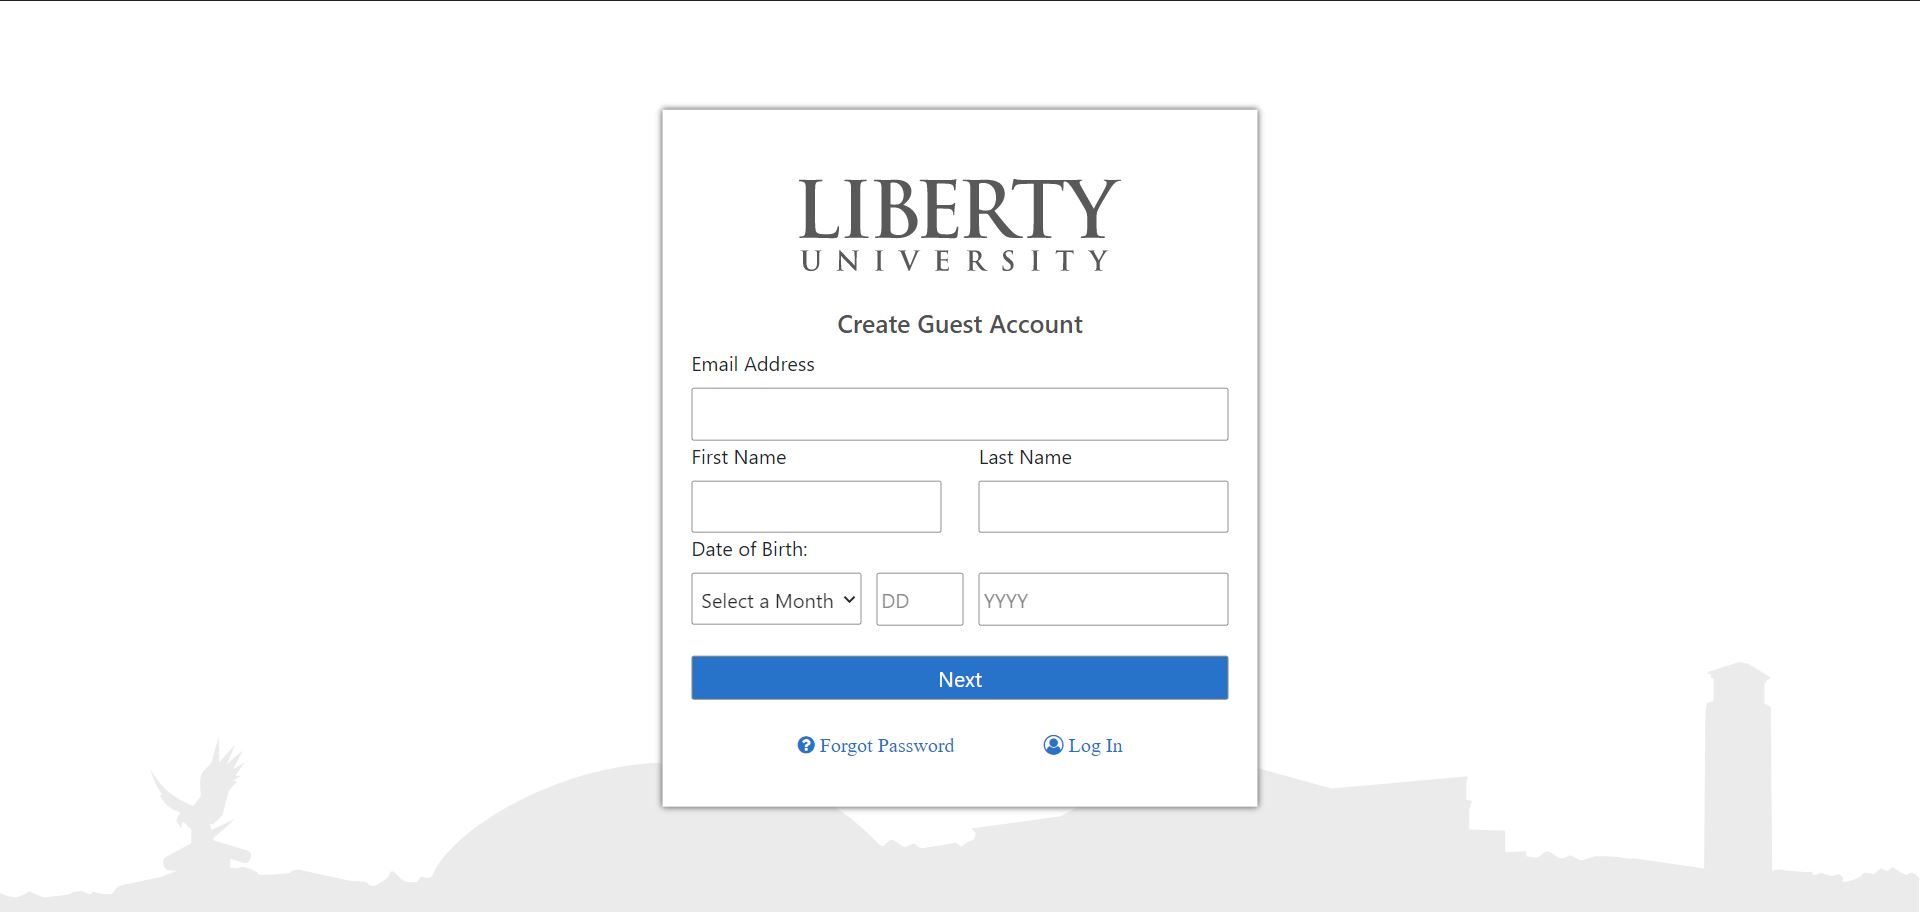 LIBERTY
UNIVERSITY
Create Guest Account
Email Address
First Name Last Name
Date of Birth:
Select a Month DD YYYY
Next
Forgot Password Log In